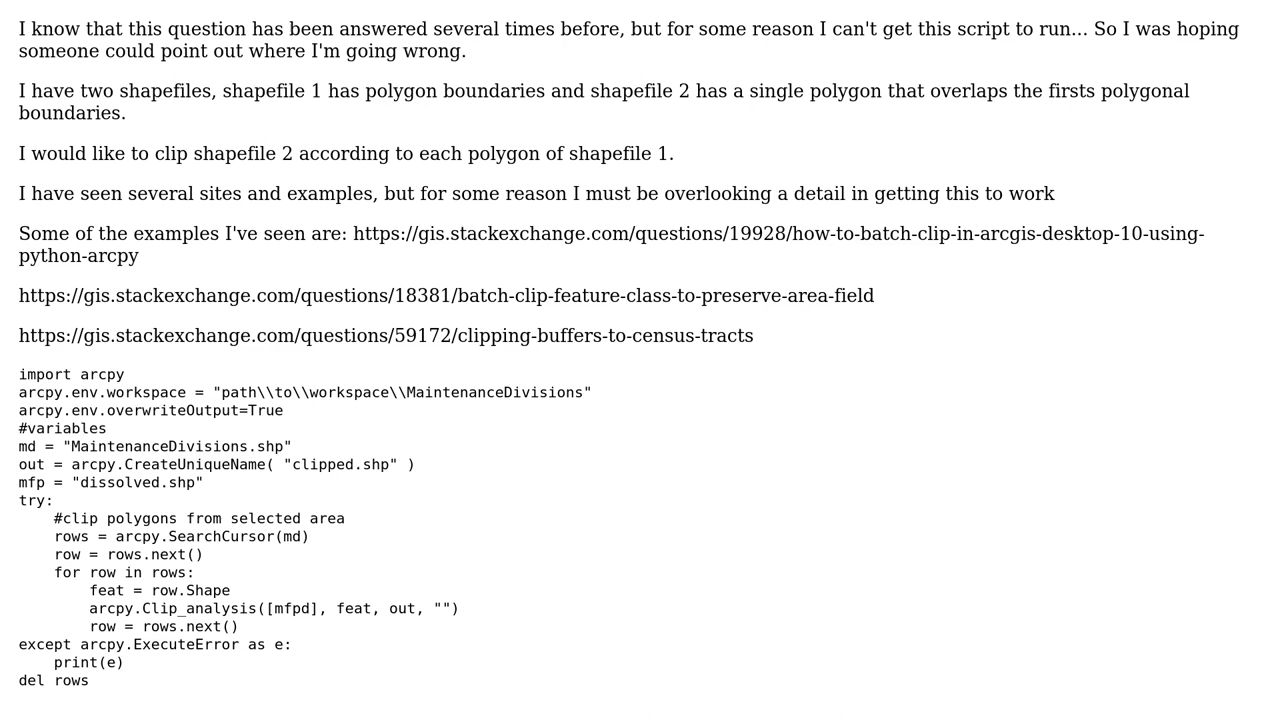 I know that this question has been answered several times before, but for some reason I can't get this script to run... So I was hoping
someone could point out where I'm going wrong.
I have two shapefiles, shapefile 1 has polygon boundaries and shapefile 2 has a single polygon that overlaps the firsts polygonal
boundaries.
I would like to clip shapefile 2 according to each polygon of shapefile 1.
I have seen several sites and examples, but for some reason I must be overlooking a detail in getting this to work
Some of the examples I've seen are: https://gis.stackexchange.com/questions/19928/how-to-batch-clip-in-arcgis-desktop-10-using-
python-arcpy
https://gis.stackexchange.com/questions/18381/batch-clip-feature-class-to-preserve-area-field
https://gis.stackexchange.com/questions/59172/clipping-buffers-to-census-tracts
import arcpy
arcpy.env.workspace = "path\\to\\workspace\\MaintenanceDivisions"
arcpy.env.overwriteOutput=True
#variables
md = "MaintenanceDivisions.shp"
out = arcpy.CreateUniqueName( "clipped.shp" )
mfp = "dissolved.shp"
try:
    #clip polygons from selected area
    rows = arcpy.SearchCursor(md)
    row = rows.next()
    for row in rows:
        feat = row.Shape
        arcpy.Clip_analysis([mfpd], feat, out, "")
        row = rows.next()
except arcpy.ExecuteError as e:
    print(e)
del rows